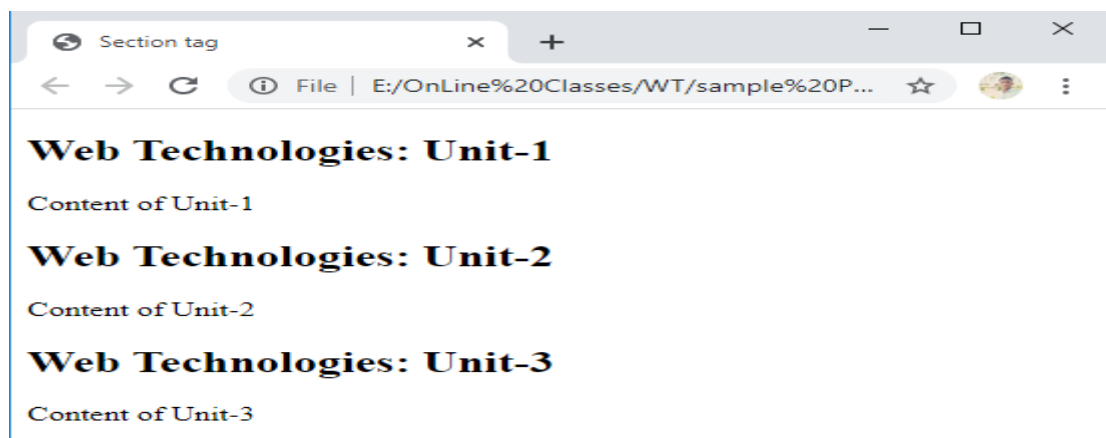 Section tag
File | E:/OnLine%20Classes/WT/sample%20P...
Web Technologies: Unit-1
Content of Unit-1
Web Technologies: Unit-2
Content of Unit-2
Web Technologies: Unit-3
Content of Unit-3